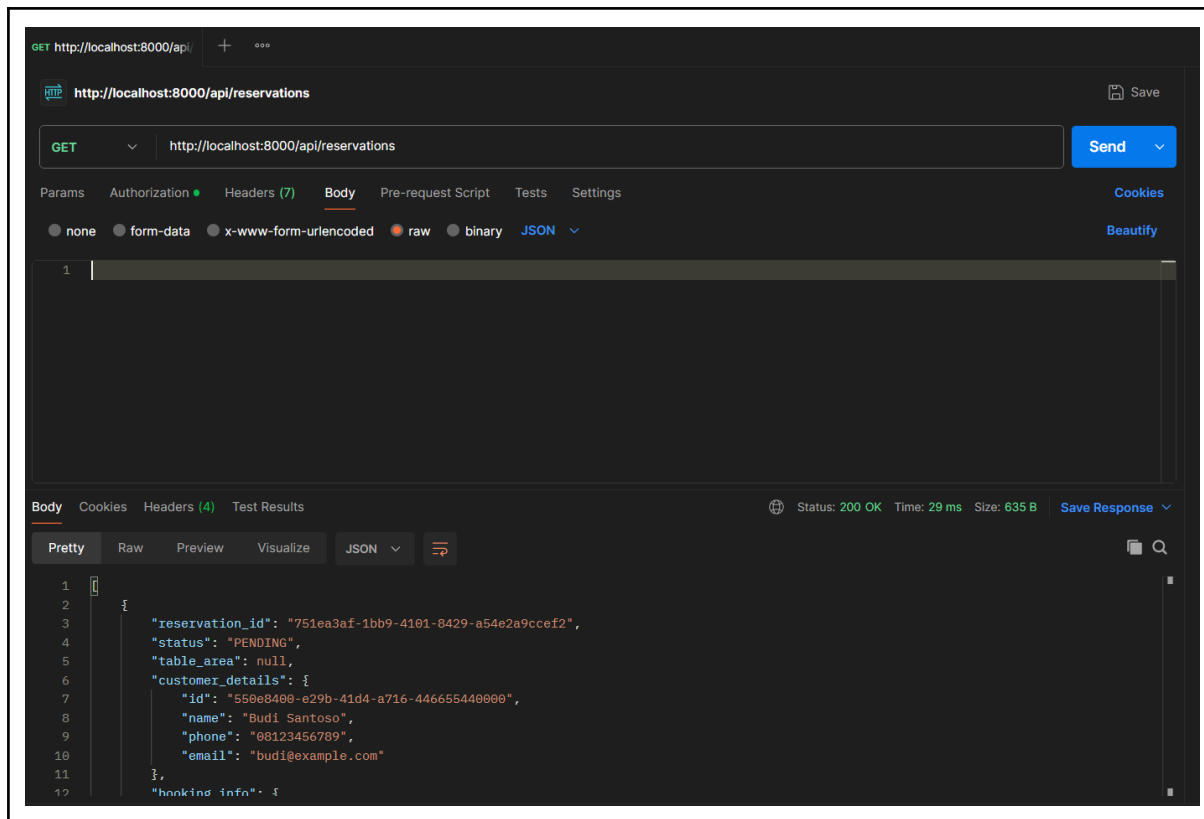 GET http://localhost:8000/api/
HTTP http://localhost:8000/api/reservations Save
GET http://localhost:8000/api/reservations Send
Params Authorization Headers (7) Body Pre-request Script Tests Settings Cookies
none form-data x-www-form-urlencoded raw binary JSON Beautify
1
Body Cookies Headers (4) Test Results Status: 200 OK Time: 29 ms Size: 635 B Save Response
Pretty Raw Preview Visualize JSON
1 [
2 {
3 "reservation_id": "751ea3af-1bb9-4101-8429-a54e2a9ccef2",
4 "status": "PENDING",
5 "table_area": null,
6 "customer_details": {
7 "id": "550e8400-e29b-41d4-a716-446655440000",
8 "name": "Budi Santoso",
9 "phone": "08123456789",
10 "email": "budi@example.com"
11 },
12 "booking_info": {